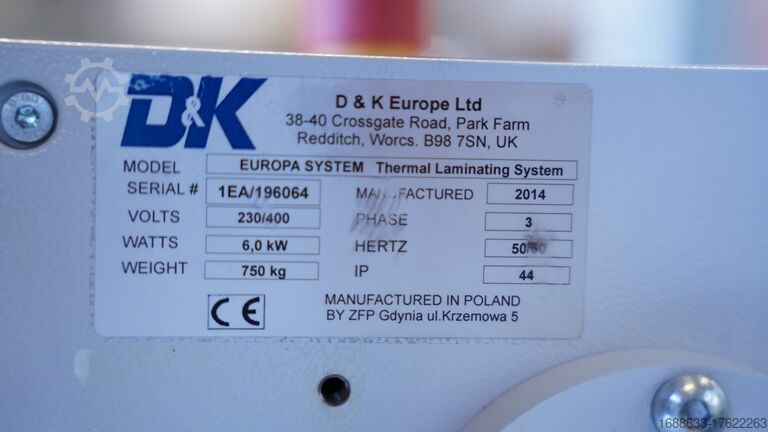 D&K
D & K Europe Ltd
38-40 Crossgate Road, Park Farm
Redditch, Worcs. B98 7SN, UK
MODEL EUROPA SYSTEM Thermal Laminating System
SERIAL # 1EA/196064 MANUFACTURED 2014
VOLTS 230/400 PHASE 3
WATTS 6,0 kW HERTZ 50/60
WEIGHT 750 kg IP 44
CE MANUFACTURED IN POLAND
BY ZFP Gdynia ul.Krzemowa 5
1688633-17622263